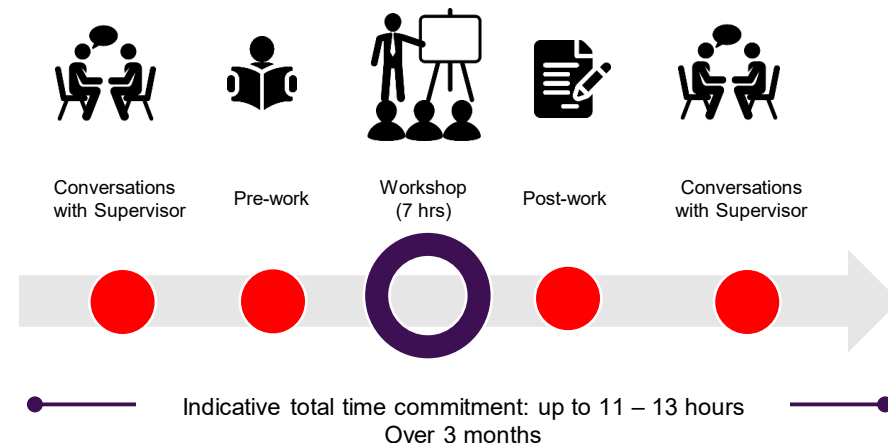 Conversations
with Supervisor
Pre-work
Workshop
(7 hrs)
Post-work
Conversations
with Supervisor
Indicative total time commitment: up to 11 – 13 hours
Over 3 months